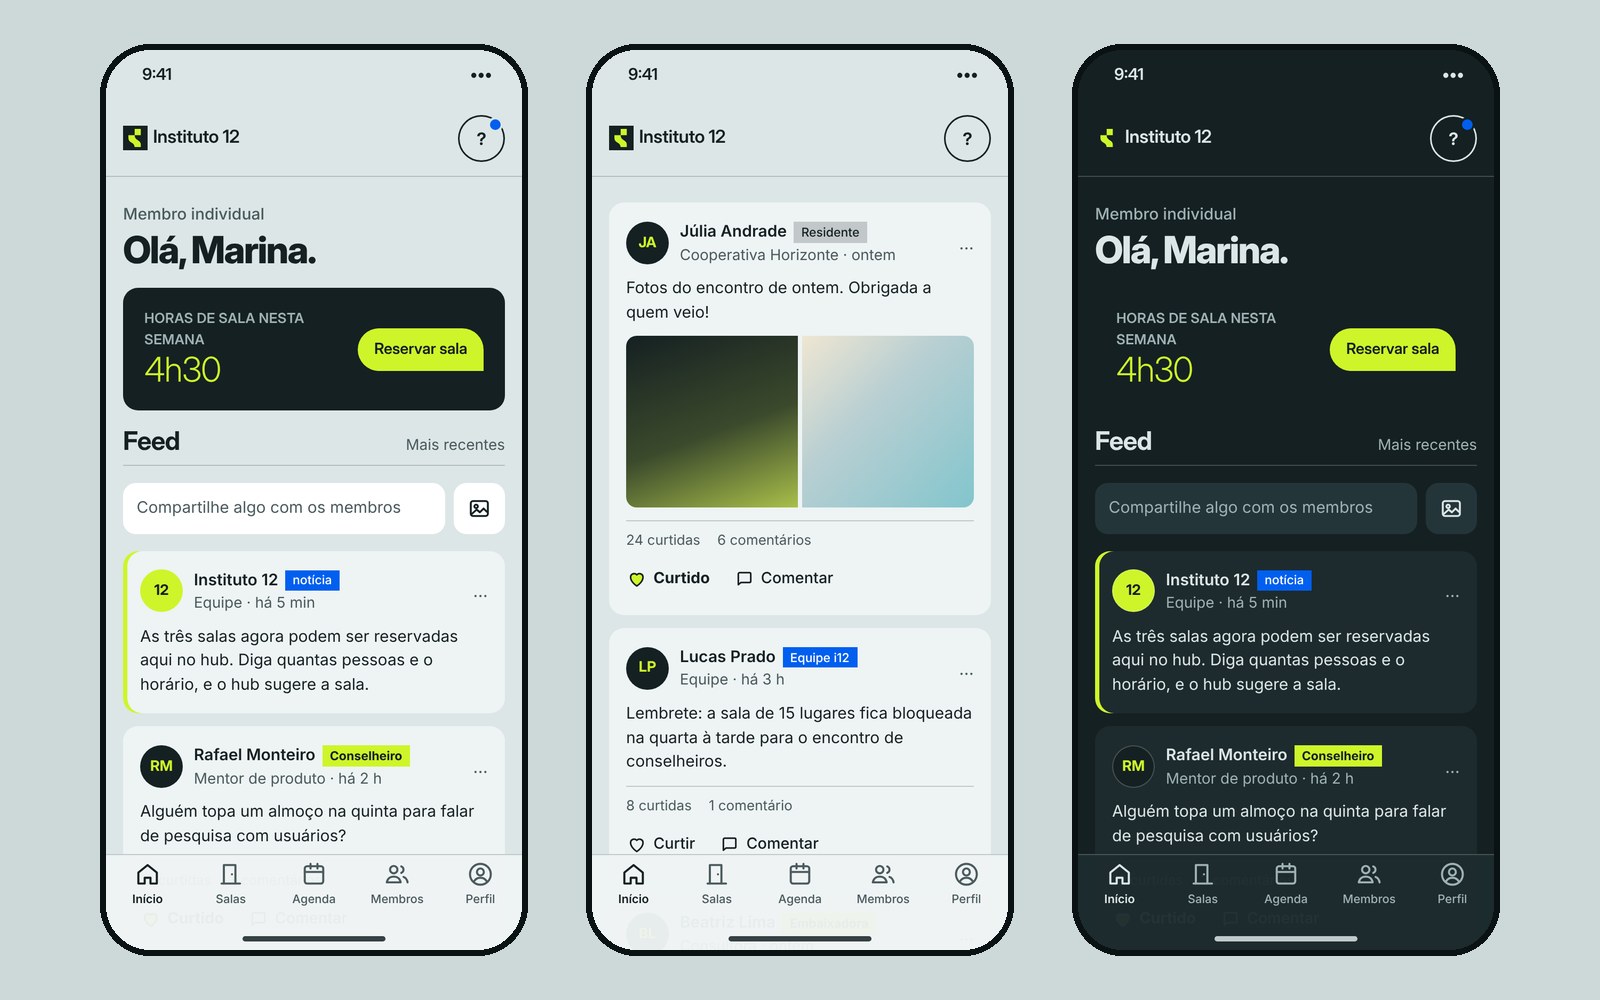 9:41
Instituto 12
?
Membro individual
Olá, Marina.
HORAS DE SALA NESTA
SEMANA
4h30
Reservar sala
Feed
Mais recentes
Compartilhe algo com os membros
12
Instituto 12
notícia
Equipe · há 5 min
...
As três salas agora podem ser reservadas
aqui no hub. Diga quantas pessoas e o
horário, e o hub sugere a sala.
RM
Rafael Monteiro
Conselheiro
Mentor de produto · há 2 h
...
Alguém topa um almoço na quinta para falar
de pesquisa com usuários?
Curtido
Comentar
Início
Salas
Agenda
Membros
Perfil
9:41
Instituto 12
?
JA
Júlia Andrade
Residente
Cooperativa Horizonte · ontem
...
Fotos do encontro de ontem. Obrigada a
quem veio!
24 curtidas
6 comentários
Curtido
Comentar
LP
Lucas Prado
Equipe i12
Equipe · há 3 h
...
Lembrete: a sala de 15 lugares fica bloqueada
na quarta à tarde para o encontro de
conselheiros.
8 curtidas
1 comentário
Curtir
Comentar
Início
Salas
Agenda
Membros
Perfil
BL
Beatriz Lima
Embaixadora
9:41
Instituto 12
?
Membro individual
Olá, Marina.
HORAS DE SALA NESTA
SEMANA
4h30
Reservar sala
Feed
Mais recentes
Compartilhe algo com os membros
12
Instituto 12
notícia
Equipe · há 5 min
...
As três salas agora podem ser reservadas
aqui no hub. Diga quantas pessoas e o
horário, e o hub sugere a sala.
RM
Rafael Monteiro
Conselheiro
Mentor de produto · há 2 h
...
Alguém topa um almoço na quinta para falar
de pesquisa com usuários?
Início
Salas
Agenda
Membros
Perfil
Curtido
Comentar